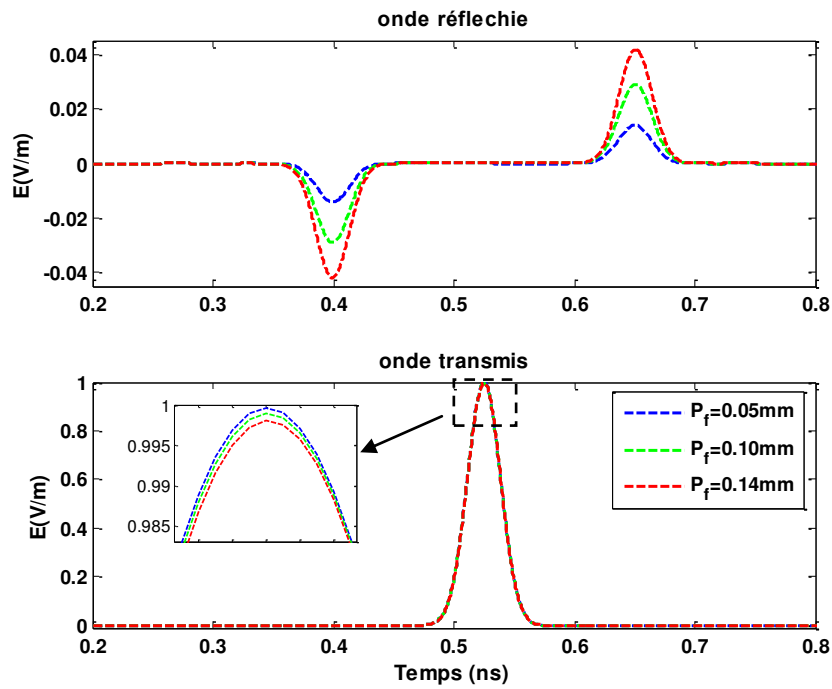 onde réflechie
E(V/m)
0.04
0.02
0
-0.02
-0.04
0.2 0.3 0.4 0.5 0.6 0.7 0.8
onde transmis
E(V/m)
1
0.8
0.6
0.4
0.2
0
1
0.995
0.99
0.985
P_f=0.05mm
P_f=0.10mm
P_f=0.14mm
0.2 0.3 0.4 0.5 0.6 0.7 0.8
Temps (ns)